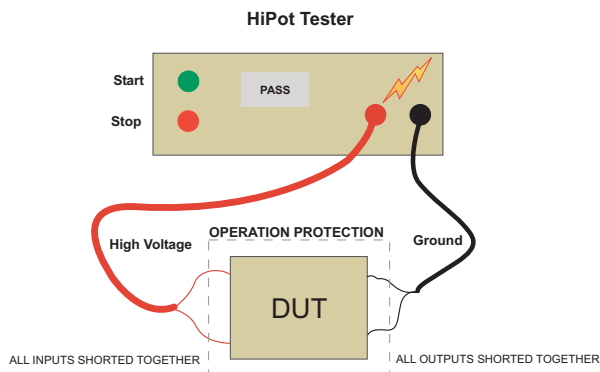 HiPot Tester
Start
PASS
Stop
High Voltage
OPERATION PROTECTION
Ground
DUT
ALL INPUTS SHORTED TOGETHER
ALL OUTPUTS SHORTED TOGETHER